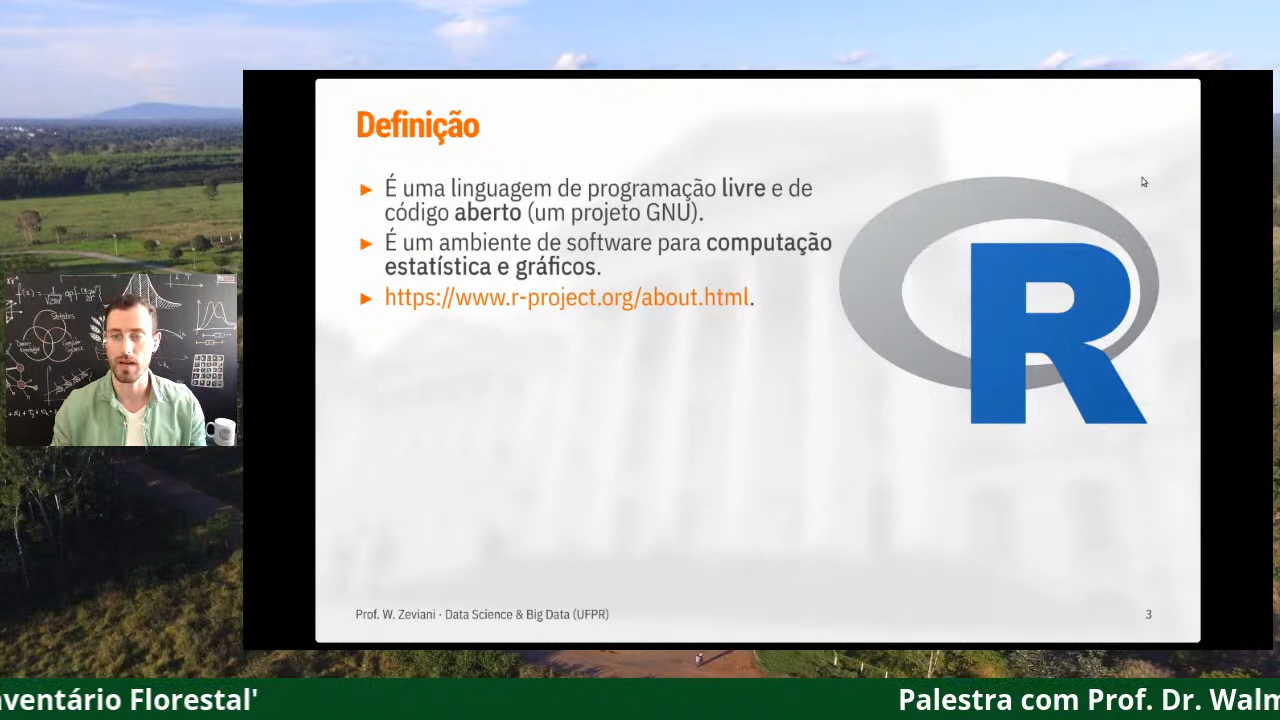 Definição
► É uma linguagem de programação livre e de
código aberto (um projeto GNU).
► É um ambiente de software para computação
estatística e gráficos.
► https://www.r-project.org/about.html.
R
Statistics
Prof. W. Zeviani · Data Science & Big Data (UFPR)
3
nventário Florestal'
Palestra com Prof. Dr. Walm